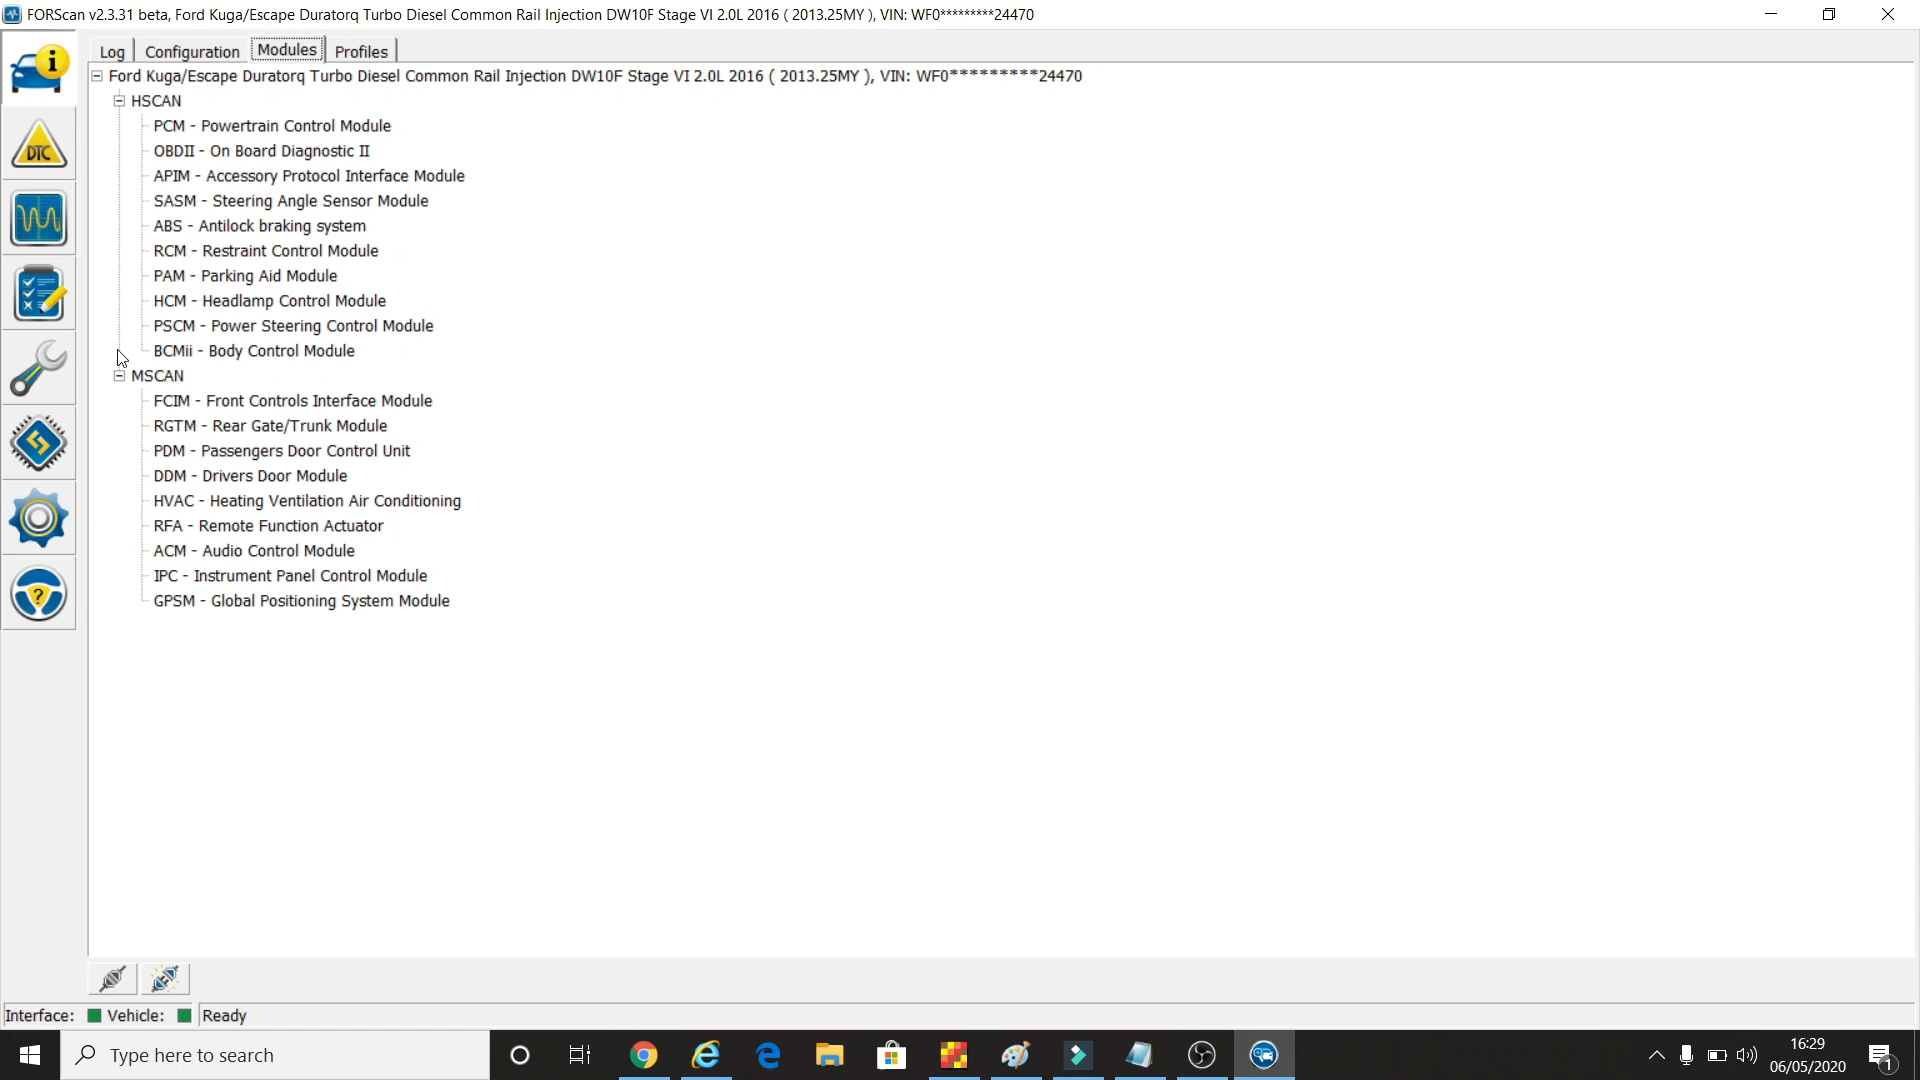 FORScan v2.3.31 beta, Ford Kuga/Escape Duratorq Turbo Diesel Common Rail Injection DW10F Stage VI 2.0L 2016 ( 2013.25MY ), VIN: WF0*********24470
i
Log Configuration Modules Profiles
Ford Kuga/Escape Duratorq Turbo Diesel Common Rail Injection DW10F Stage VI 2.0L 2016 ( 2013.25MY ), VIN: WF0*********24470
HSCAN
PCM - Powertrain Control Module
DTC
OBDII - On Board Diagnostic II
APIM - Accessory Protocol Interface Module
SASM - Steering Angle Sensor Module
ABS - Antilock braking system
RCM - Restraint Control Module
PAM - Parking Aid Module
HCM - Headlamp Control Module
PSCM - Power Steering Control Module
BCMii - Body Control Module
MSCAN
FCIM - Front Controls Interface Module
RGTM - Rear Gate/Trunk Module
PDM - Passengers Door Control Unit
DDM - Drivers Door Module
HVAC - Heating Ventilation Air Conditioning
RFA - Remote Function Actuator
ACM - Audio Control Module
IPC - Instrument Panel Control Module
?
GPSM - Global Positioning System Module
Interface: Vehicle: Ready
Type here to search
16:29
06/05/2020
1